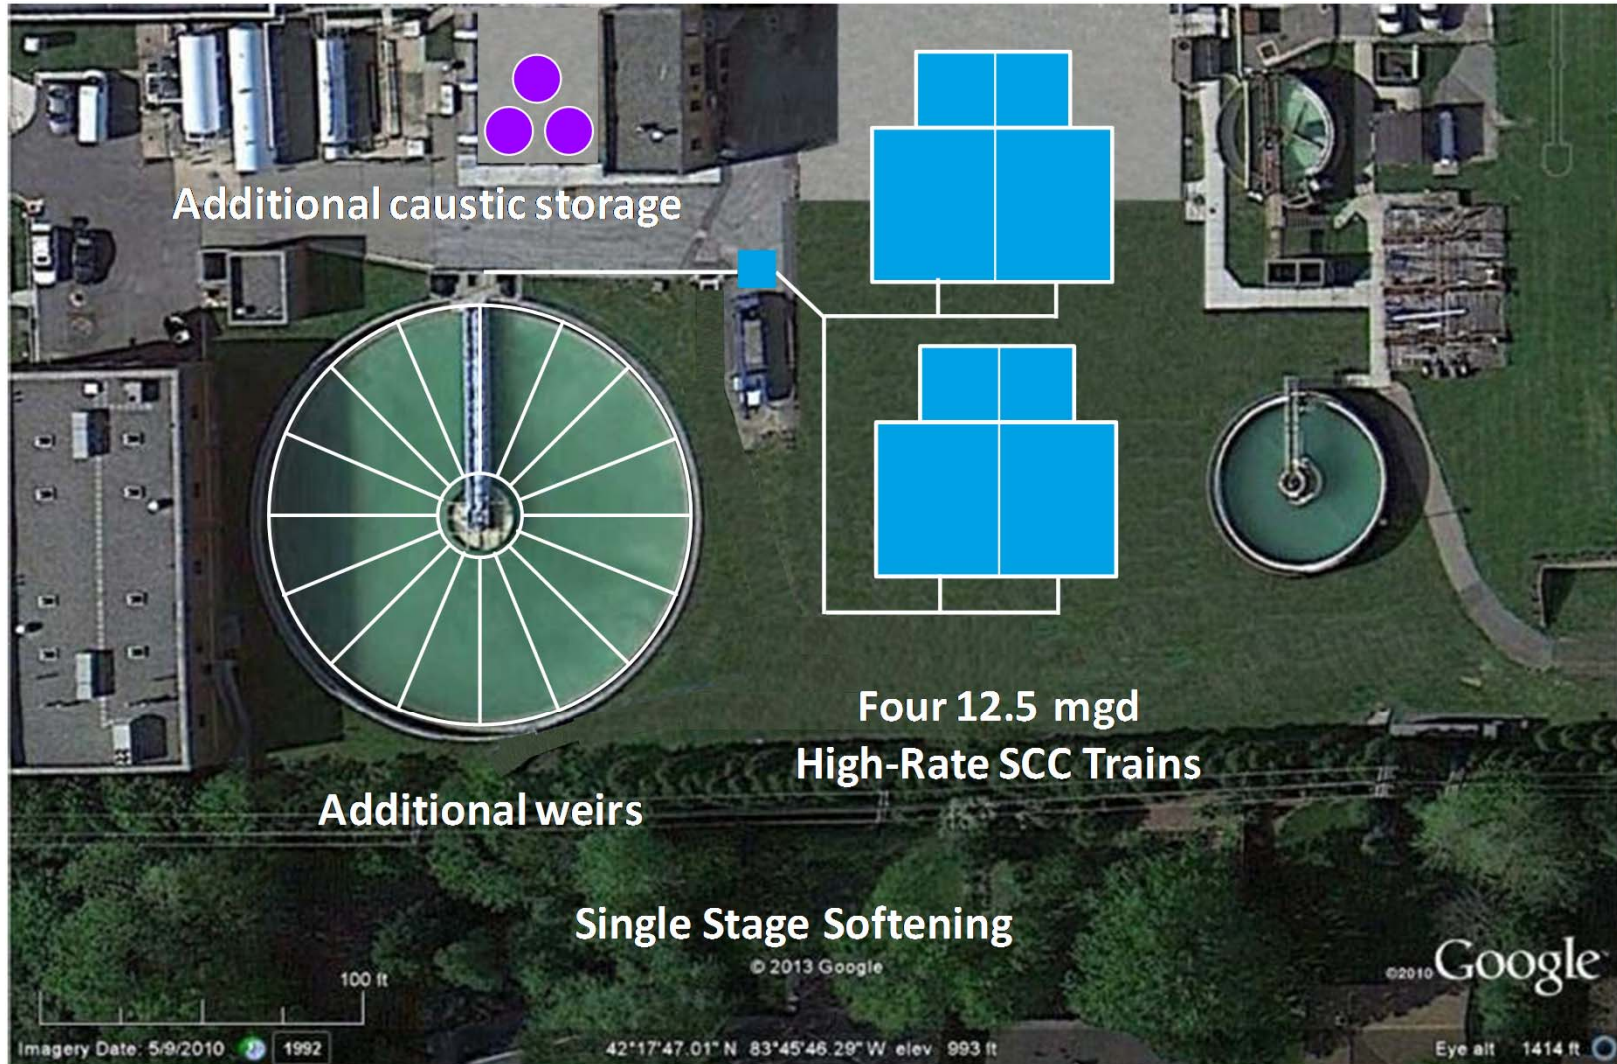 Additional caustic storage
Four 12.5 mgd
High-Rate SCC Trains
Additional weirs
Single Stage Softening
© 2013 Google
©2010 Google
100 ft
Imagery Date: 5/9/2010 1992
42°17'47.01" N 83°45'46.29" W elev 993 ft
Eye alt 1414 ft